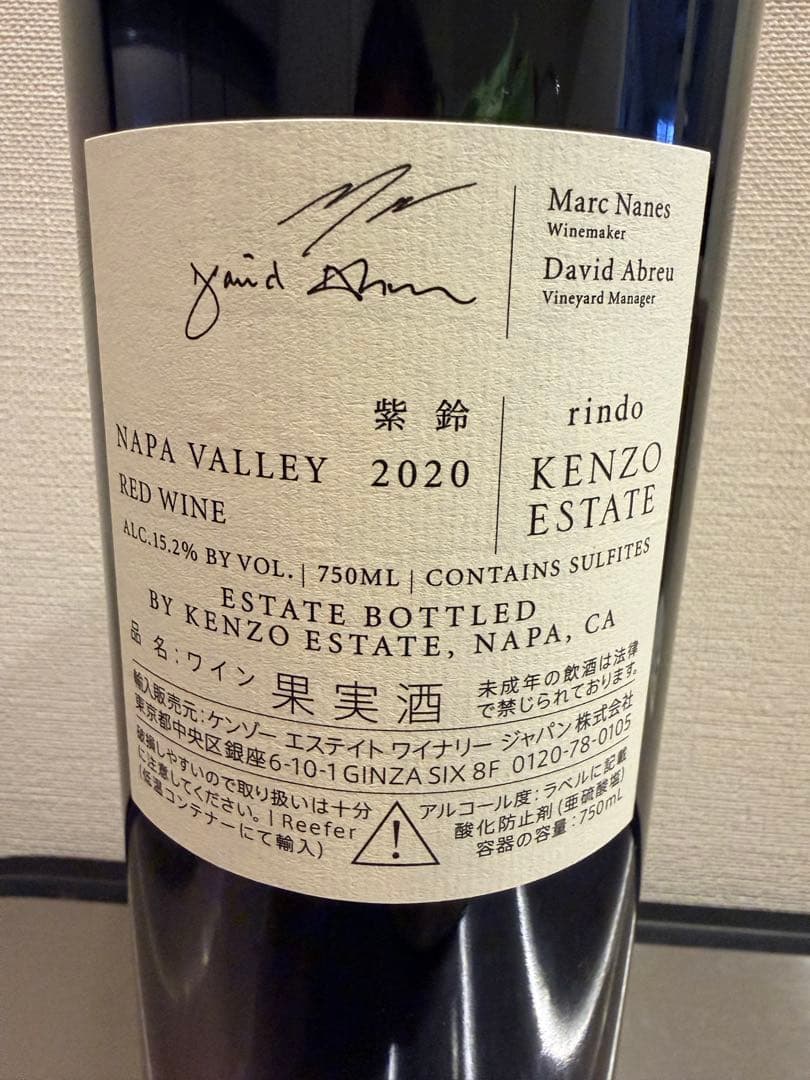 Marc Nanes
Winemaker
David Abreu
David Abreu
Vineyard Manager
紫鈴
rindo
NAPA VALLEY 2020
KENZO
ESTATE
RED WINE
ALC.15.2% BY VOL. | 750ML | CONTAINS SULFITES
ESTATE BOTTLED
BY KENZO ESTATE, NAPA, CA
品名:ワイン 果実酒
未成年の飲酒は法律
で禁じられております。
輸入販売元:ケンゾー エステイト ワイナリー ジャパン株式会社
東京都中央区銀座6-10-1 GINZA SIX 8F 0120-78-0105
破損しやすいので取り扱いは十分
に注意してください。| Reefer
(低温コンテナーにて輸入)
!
アルコール度:ラベルに記載
酸化防止剤(亜硫酸塩)
容器の容量:750mL